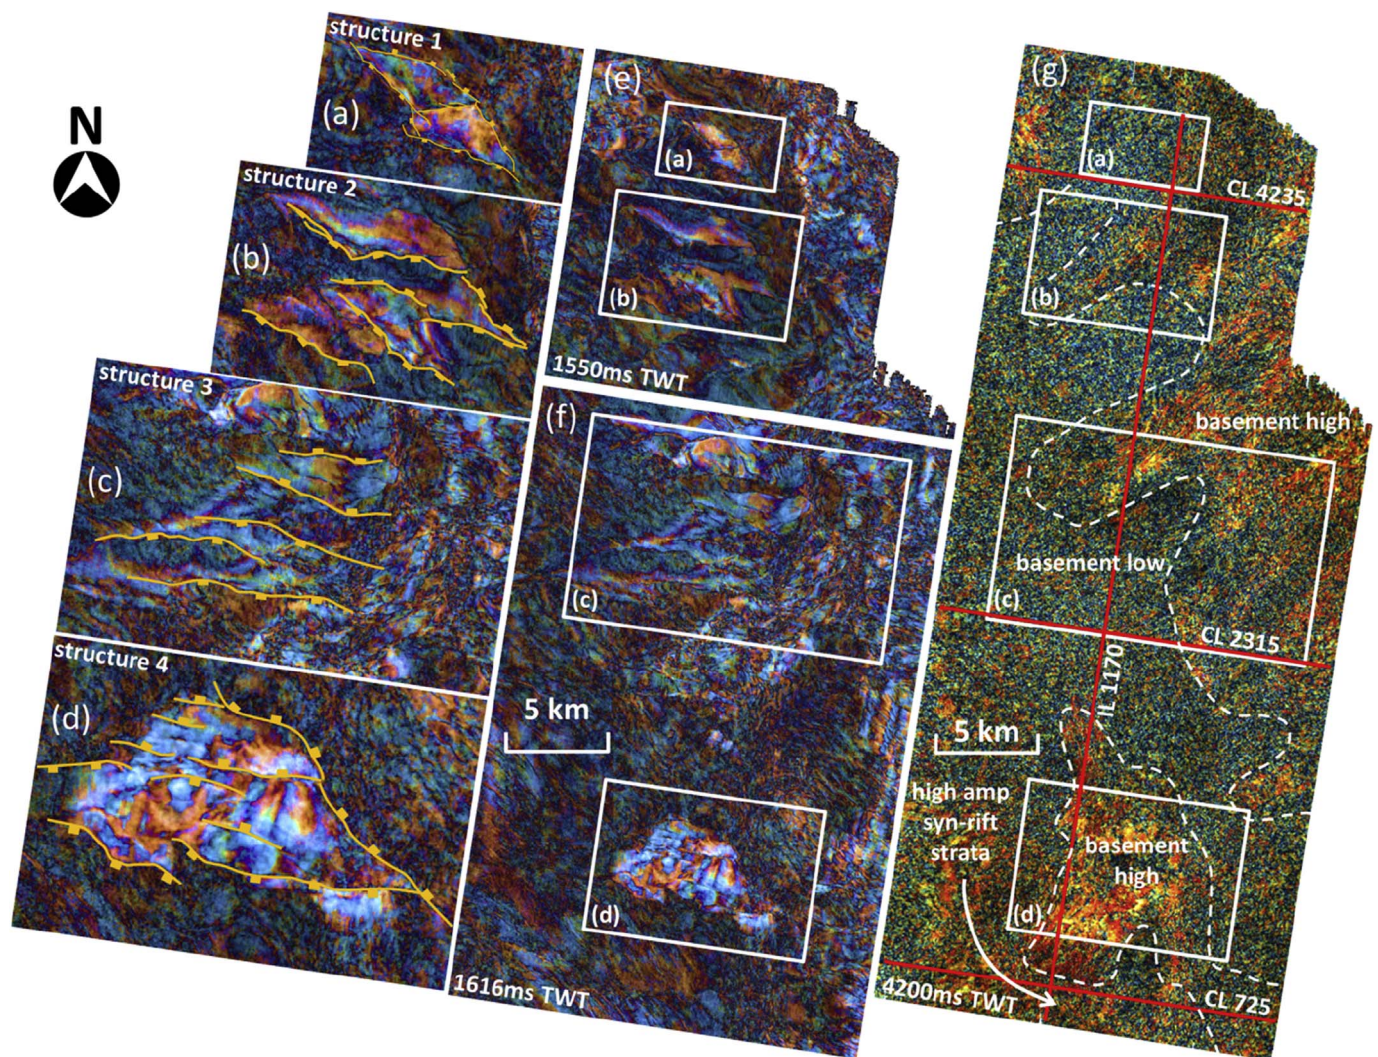 N
structure 1
(a)
structure 2
(b)
structure 3
(c)
structure 4
(d)
(e)
(a)
(b)
1550ms TWT
(f)
(c)
5 km
(d)
1616ms TWT
(g)
(a)
CL 4235
(b)
basement high
basement low
(c)
CL 2315
IL 1170
5 km
high amp
syn-rift
strata
basement
high
(d)
4200ms TWT
CL 725